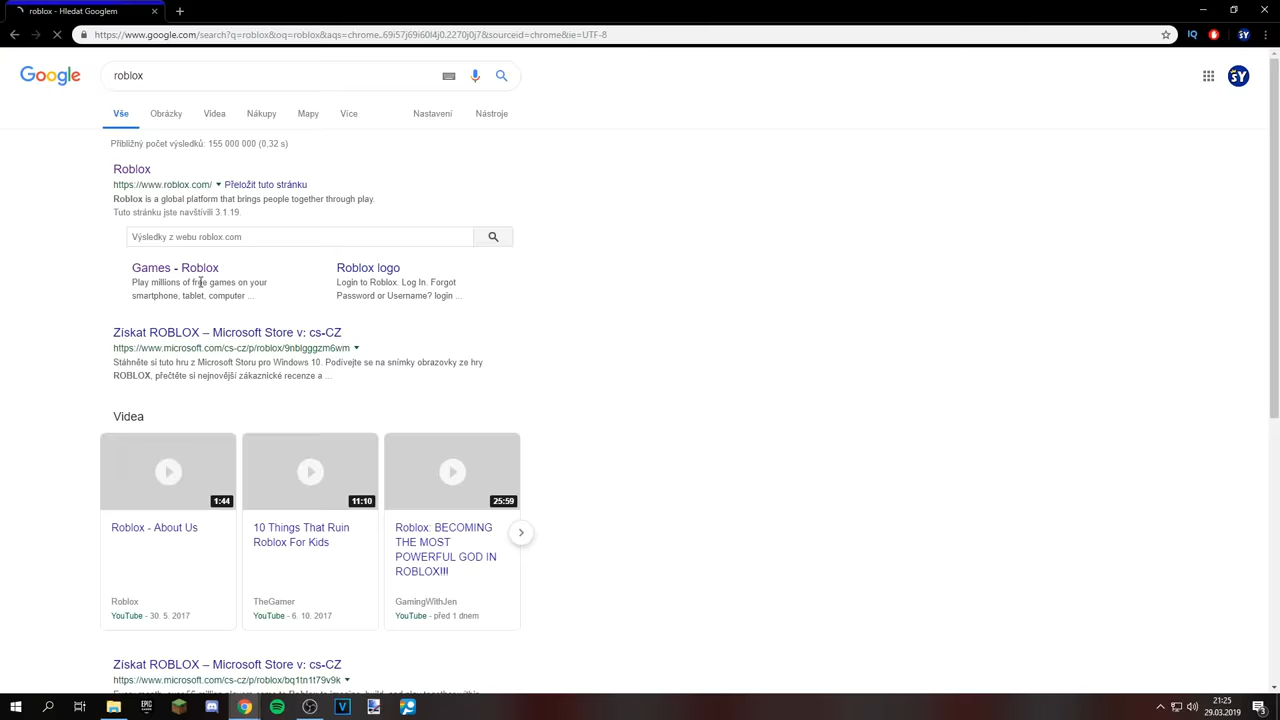 roblox - Hledat Googlem
https://www.google.com/search?q=roblox&oq=roblox&aqs=chrome..69i57j69i60l4j0.2270j0j7&sourceid=chrome&ie=UTF-8
IQ
ŠY
Google
roblox
ŠY
Vše Obrázky Videa Nákupy Mapy Více Nastavení Nástroje
Přibližný počet výsledků: 155 000 000 (0,32 s)
Roblox
https://www.roblox.com/ Přeložit tuto stránku
Roblox is a global platform that brings people together through play.
Tuto stránku jste navštívili 3.1.19.
Výsledky z webu roblox.com
Games - Roblox
Play millions of free games on your
smartphone, tablet, computer ...
Roblox logo
Login to Roblox. Log In. Forgot
Password or Username? login ...
Získat ROBLOX – Microsoft Store v: cs-CZ
https://www.microsoft.com/cs-cz/p/roblox/9nblgggzm6wm
Stáhněte si tuto hru z Microsoft Storu pro Windows 10. Podívejte se na snímky obrazovky ze hry
ROBLOX, přečtěte si nejnovější zákaznické recenze a ...
Videa
1:44
Roblox - About Us
Roblox
YouTube - 30. 5. 2017
11:10
10 Things That Ruin
Roblox For Kids
TheGamer
YouTube - 6. 10. 2017
25:59
Roblox: BECOMING
THE MOST
POWERFUL GOD IN
ROBLOX!!!
GamingWithJen
YouTube - před 1 dnem
Získat ROBLOX – Microsoft Store v: cs-CZ
https://www.microsoft.com/cs-cz/p/roblox/bq1tn1t79v9k
EPIC
V
21:25
29.03.2019